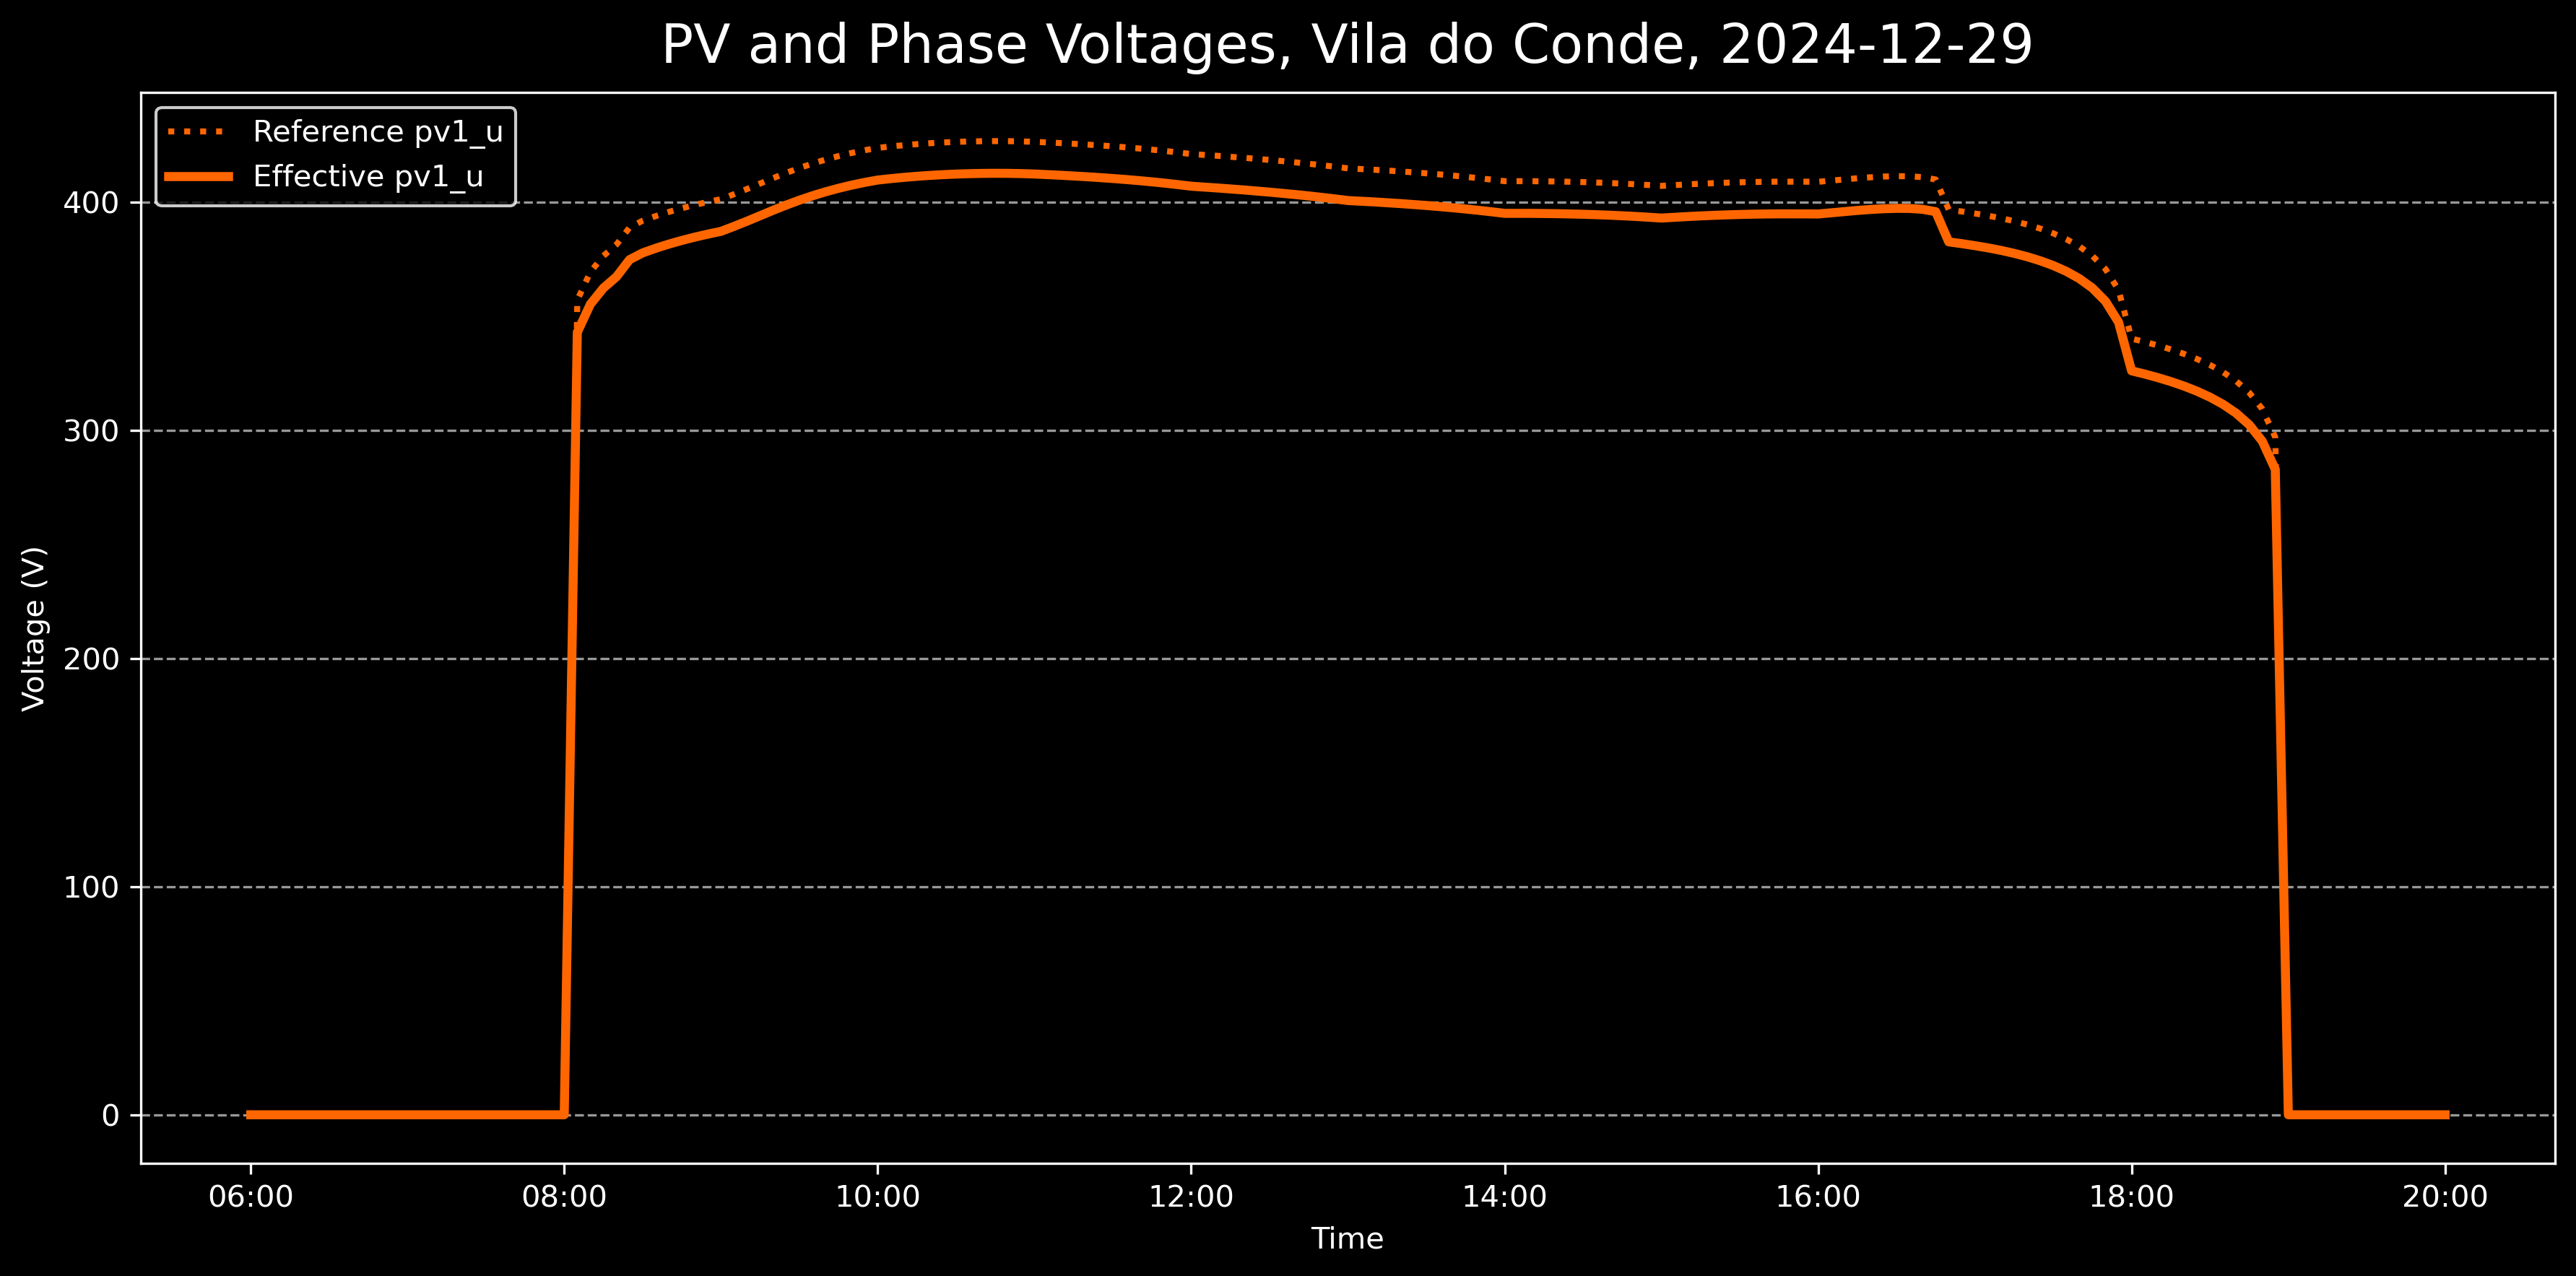 PV and Phase Voltages, Vila do Conde, 2024-12-29
Reference pv1_u
Effective pv1_u
Voltage (V)
400
300
200
100
0
06:00
08:00
10:00
12:00
14:00
16:00
18:00
20:00
Time